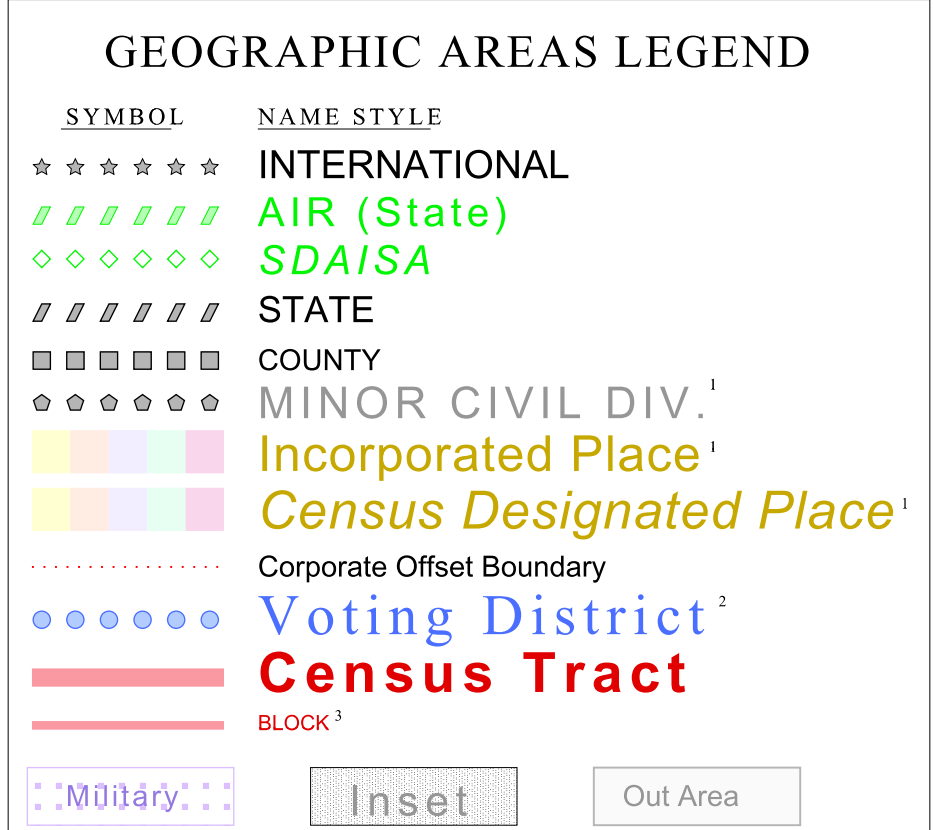 GEOGRAPHIC AREAS LEGEND
SYMBOL NAME STYLE
INTERNATIONAL
AIR (State)
SDAISA
STATE
COUNTY
MINOR CIVIL DIV. 1
Incorporated Place 1
Census Designated Place 1
Corporate Offset Boundary
Voting District 2
Census Tract
BLOCK 3
Military Inset Out Area